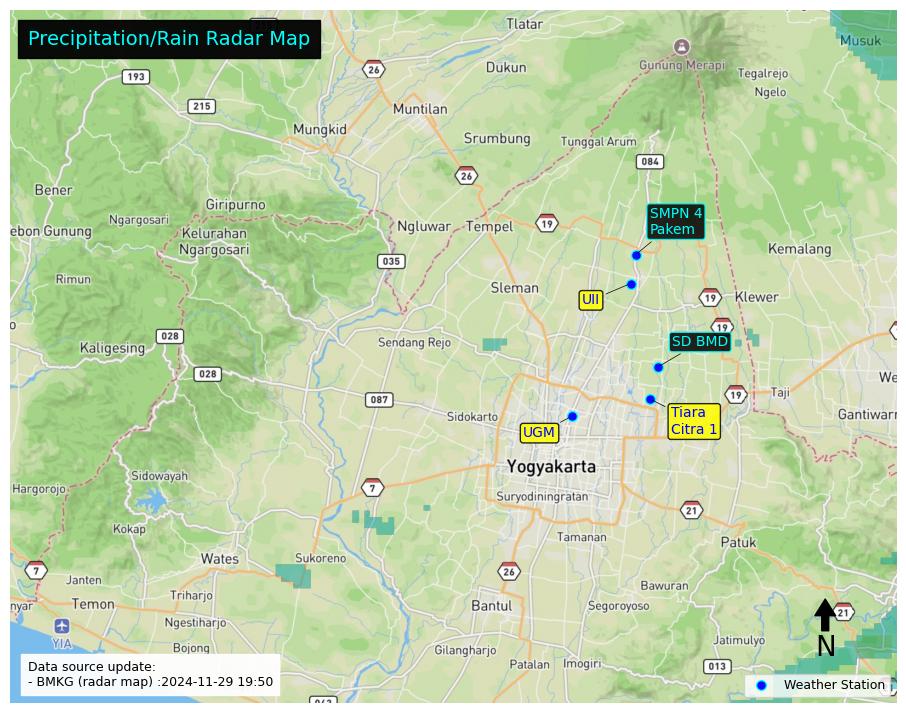 Precipitation/Rain Radar Map
Tlatar
Musuk
26
193
Dukun
Gunung Merapi
Tegalrejo
Ngelo
215
Muntilan
Mungkid
Srumbung
Tunggal Arum
084
26
Bener
Giripurno
Ngargosari
SMPN 4
Pakem
ebon Gunung
Kelurahan
Ngargosari
Ngluwar
Tempel
19
Kemalang
035
Rimun
Sleman
UII
19
Klewer
19
028
Kaligesing
Sendang Rejo
SD BMD
We
028
087
19
Taji
Sidokarto
Tiara
Citra 1
Gantiwarn
UGM
Yogyakarta
Sidowayah
Hargorojo
7
Suryodiningratan
21
Kokap
Tamanan
Patuk
Wates
Sukoreno
7
26
Janten
Bawuran
Triharjo
nyar
Temon
Bantul
Segoroyoso
21
Ngestiharjo
YIA
Bojong
Gilangharjo
Jatimulyo
N
Patalan
Imogiri
013
Data source update:
- BMKG (radar map) :2024-11-29 19:50
Weather Station